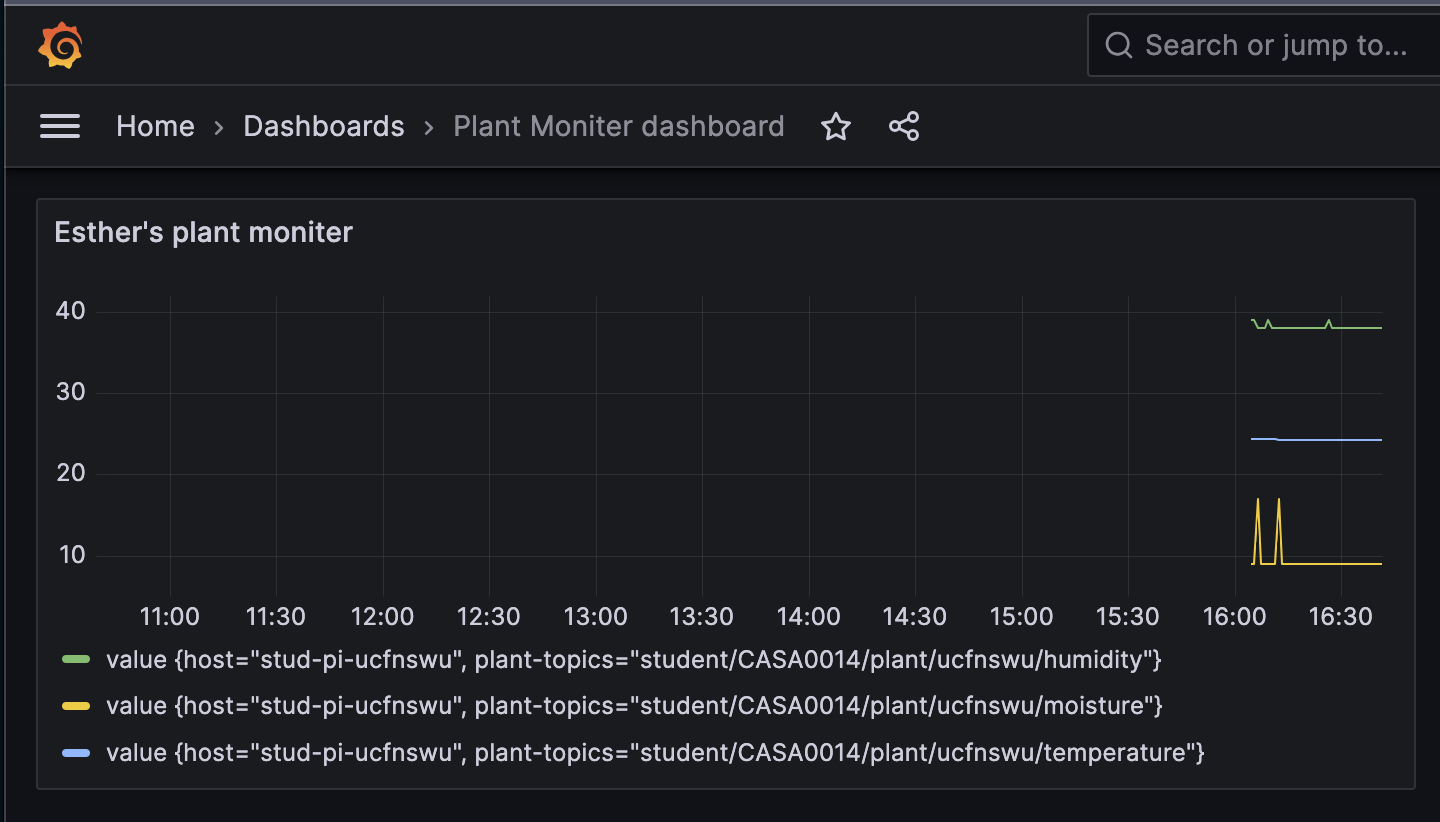 Search or jump to...
Home › Dashboards › Plant Moniter dashboard
Esther's plant moniter
40
30
20
10
11:00 11:30 12:00 12:30 13:00 13:30 14:00 14:30 15:00 15:30 16:00 16:30
value {host="stud-pi-ucfnswu", plant-topics="student/CASA0014/plant/ucfnswu/humidity"}
value {host="stud-pi-ucfnswu", plant-topics="student/CASA0014/plant/ucfnswu/moisture"}
value {host="stud-pi-ucfnswu", plant-topics="student/CASA0014/plant/ucfnswu/temperature"}